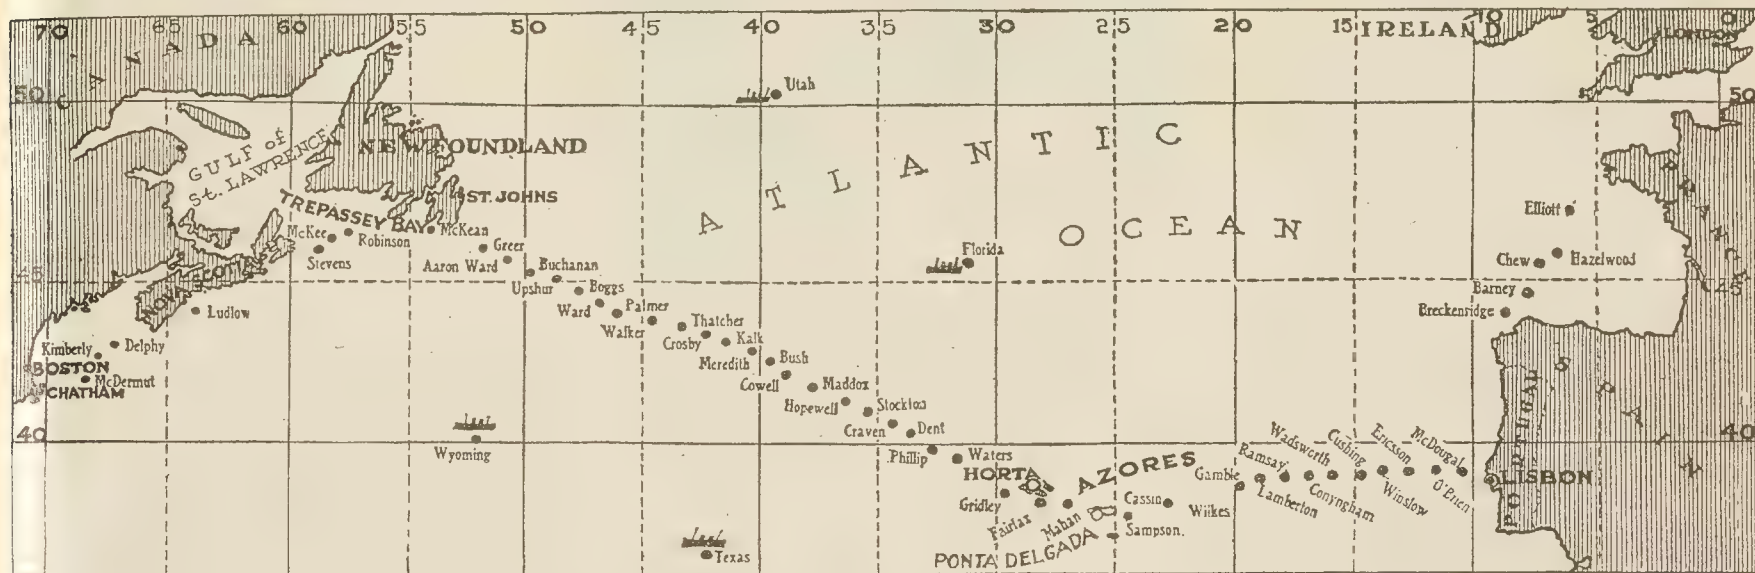 70 65 60 55 50 45 40 35 30 25 20 15 IRELAND 10 5 0
CANADA
LONDON
Utah
50 50
GULF of
St. LAWRENCE
NEWFOUNDLAND
ATLANTIC
OCEAN
FRANCE
ST. JOHNS
TREPASSEY BAY
McKean
McKee
Robinson
Stevens
Greer
Aaron Ward
Buchanan
Upshur
Boggs
Ward
Palmer
Walker
Thatcher
Crosby
Kalk
Meredith
Bush
Cowell
Maddox
Hopewell
Stockton
Craven
Dent
Phillip
Waters
Florida
Elliott
Chew
Hazelwood
Barney
Breckenridge
45
NOVA SCOTIA
Ludlow
Kimberly
Delphy
BOSTON
McDermut
CHATHAM
40 40
Wyoming
Texas
HORTA
AZORES
Gridley
Fairfax
Mahan
Cassin
Sampson.
PONTA DELGADA
Wilkes
Gamble
Ramsay
Lamberton
Wadsworth
Conyngham
Cushing
Winslow
Ericsson
McDougal
O'Brien
LISBON
PORTUGAL
SPAIN